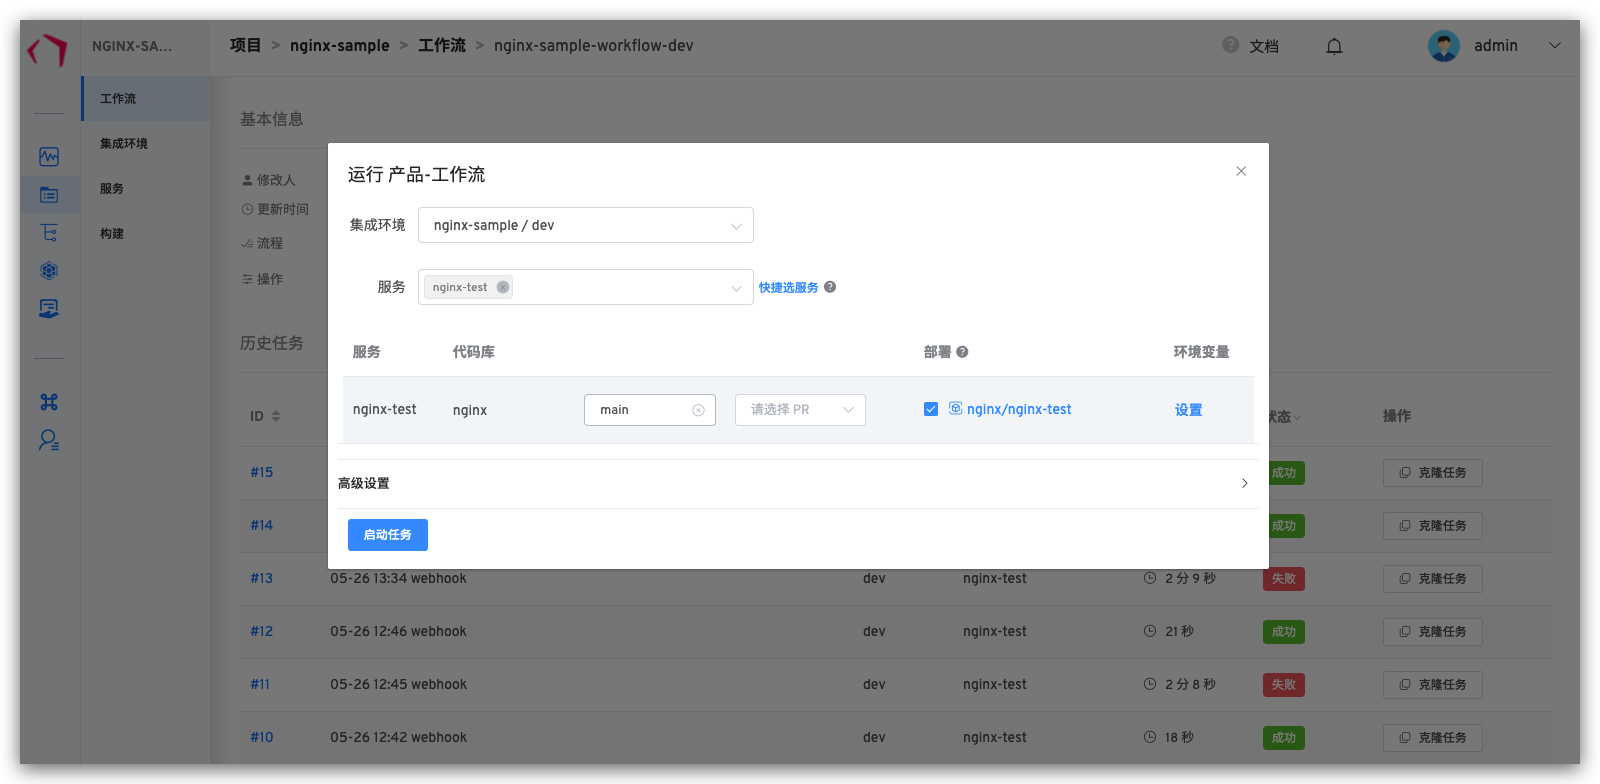 NGINX-SA...
项目 > nginx-sample > 工作流 > nginx-sample-workflow-dev
? 文档
admin
工作流
集成环境
服务
构建
基本信息
修改人
更新时间
流程
操作
历史任务
运行 产品-工作流
集成环境 nginx-sample / dev
服务 nginx-test 快捷选服务 ?
服务 代码库 部署 ? 环境变量
nginx-test nginx main 请选择 PR nginx/nginx-test 设置
高级设置
启动任务
ID 状态 操作
#15 成功 克隆任务
#14 成功 克隆任务
#13 05-26 13:34 webhook dev nginx-test 2 分 9 秒 失败 克隆任务
#12 05-26 12:46 webhook dev nginx-test 21 秒 成功 克隆任务
#11 05-26 12:45 webhook dev nginx-test 2 分 8 秒 失败 克隆任务
#10 05-26 12:42 webhook dev nginx-test 18 秒 成功 克隆任务